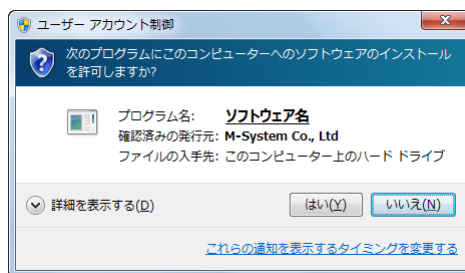 ユーザー アカウント制御
次のプログラムにこのコンピューターへのソフトウェアのインストール
を許可しますか?
プログラム名: ソフトウェア名
確認済みの発行元: M-System Co., Ltd
ファイルの入手先: このコンピューター上のハード ドライブ
詳細を表示する(D)
はい(Y)
いいえ(N)
これらの通知を表示するタイミングを変更する